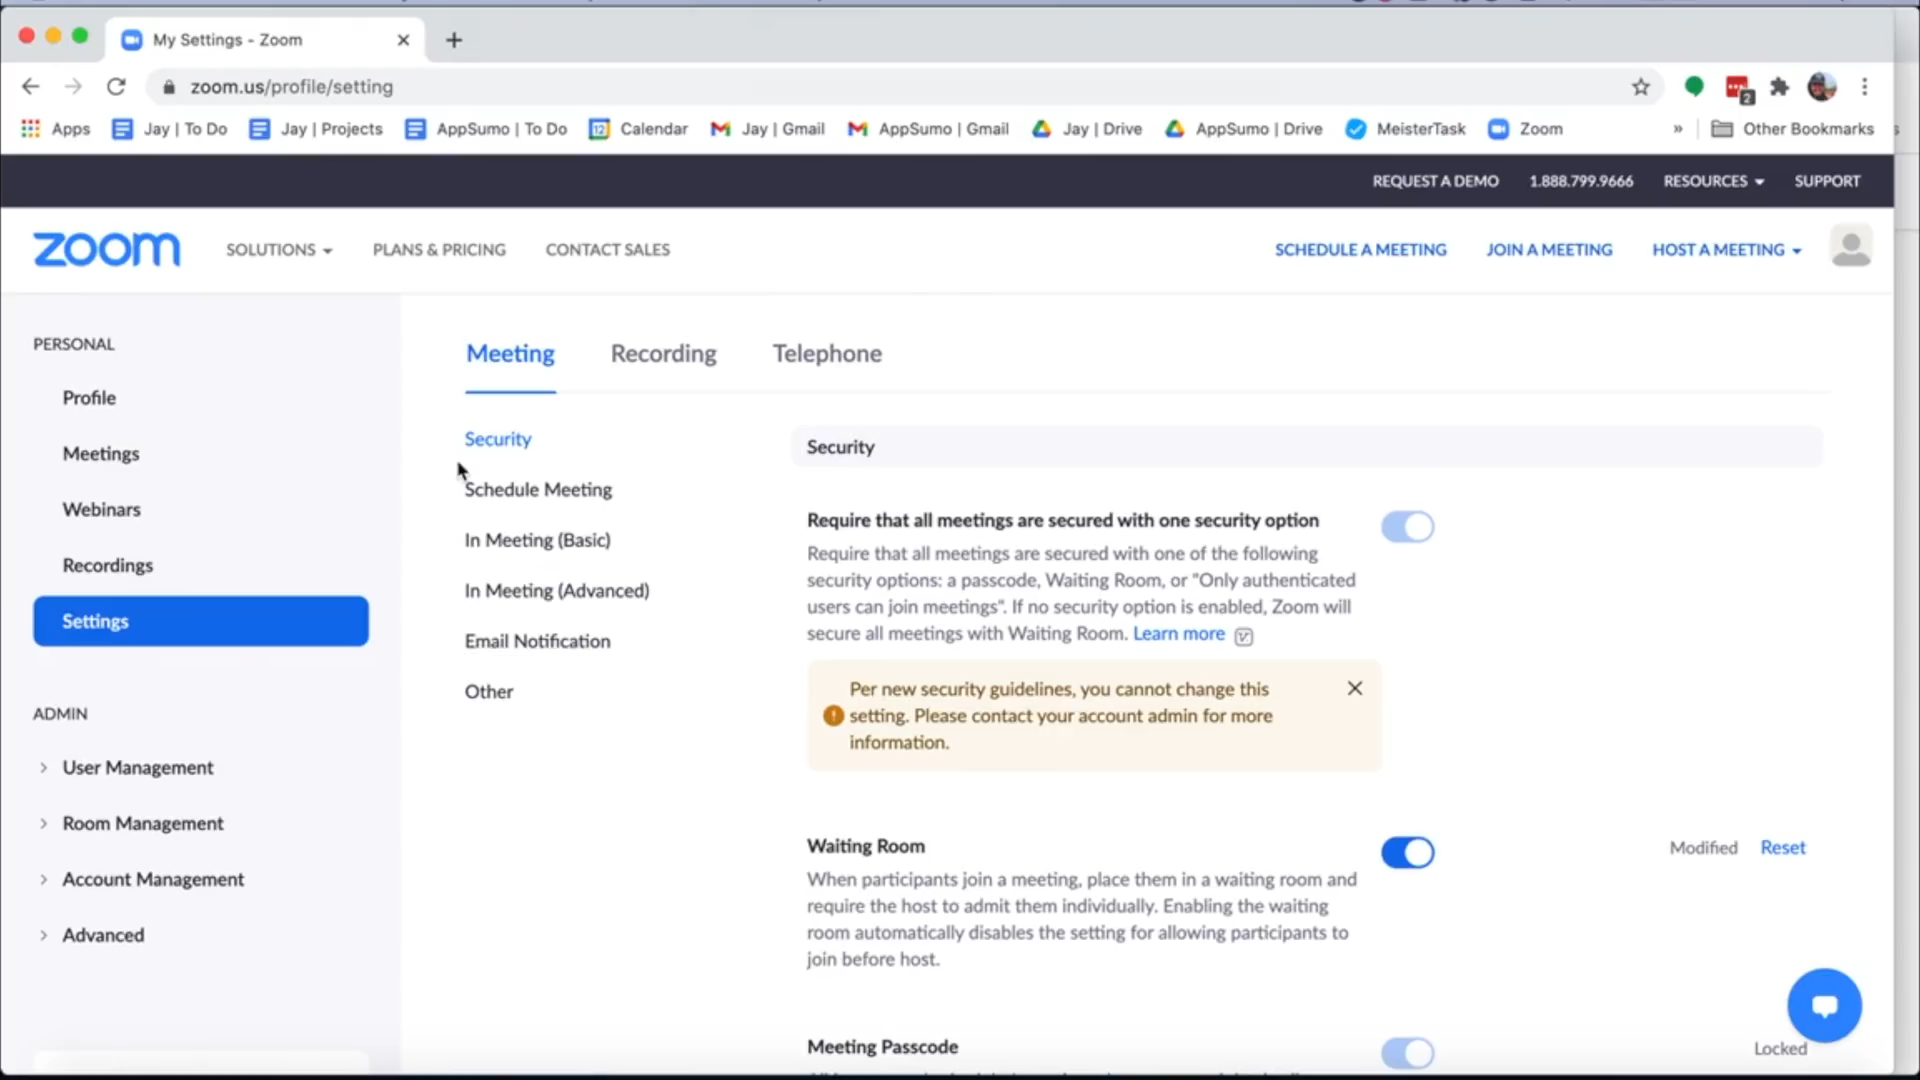 My Settings - Zoom
zoom.us/profile/setting
2
Apps
Jay | To Do
Jay | Projects
AppSumo | To Do
12
Calendar
Jay | Gmail
AppSumo | Gmail
Jay | Drive
AppSumo | Drive
MeisterTask
Zoom
»
Other Bookmarks
REQUEST A DEMO
1.888.799.9666
RESOURCES
SUPPORT
zoom
SOLUTIONS
PLANS & PRICING
CONTACT SALES
SCHEDULE A MEETING
JOIN A MEETING
HOST A MEETING
PERSONAL
Profile
Meetings
Webinars
Recordings
Settings
ADMIN
User Management
Room Management
Account Management
Advanced
Meeting
Recording
Telephone
Security
Schedule Meeting
In Meeting (Basic)
In Meeting (Advanced)
Email Notification
Other
Security
Require that all meetings are secured with one security option
Require that all meetings are secured with one of the following
security options: a passcode, Waiting Room, or "Only authenticated
users can join meetings". If no security option is enabled, Zoom will
secure all meetings with Waiting Room. Learn more
Per new security guidelines, you cannot change this
setting. Please contact your account admin for more
information.
Waiting Room
Modified
Reset
When participants join a meeting, place them in a waiting room and
require the host to admit them individually. Enabling the waiting
room automatically disables the setting for allowing participants to
join before host.
Meeting Passcode
Locked